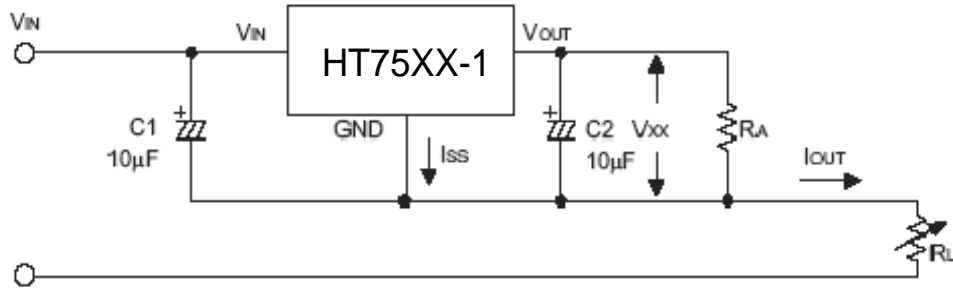 VIN
VIN
HT75XX-1
VOUT
C1
10μF
GND
ISS
C2
10μF
VXX
RA
IOUT
RL